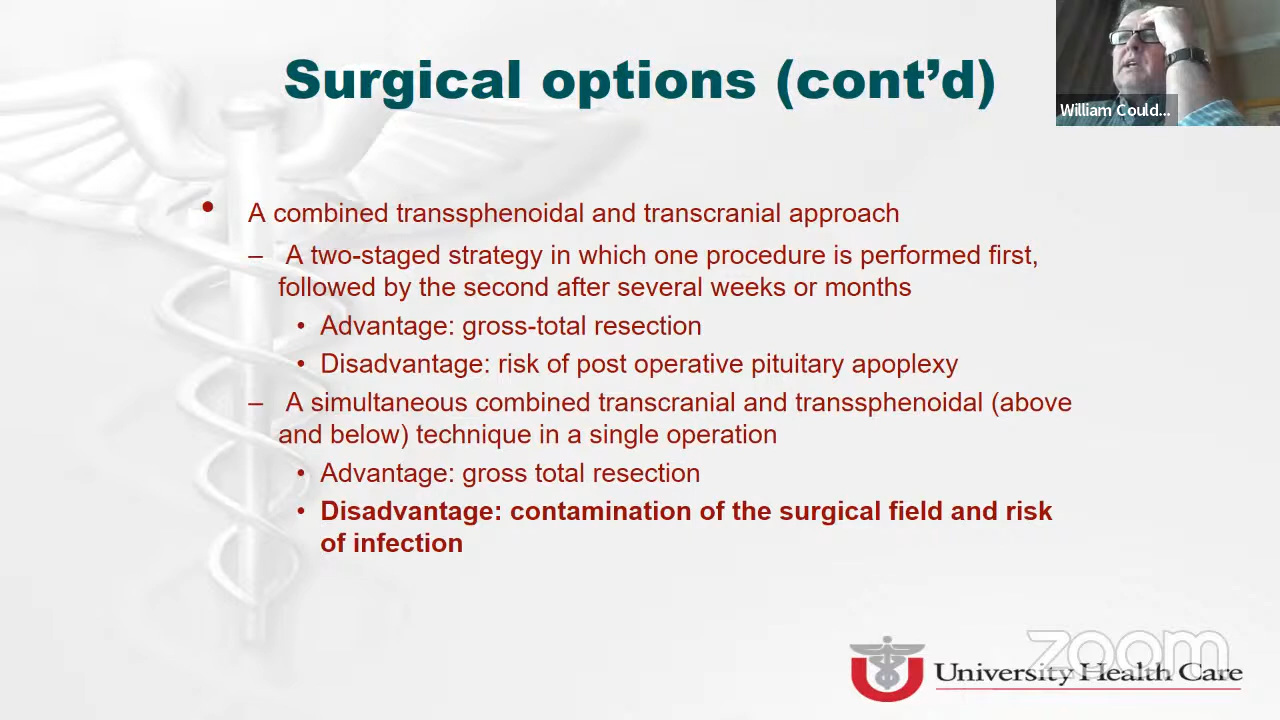 Surgical options (cont’d)
William Could...
• A combined transsphenoidal and transcranial approach
– A two-staged strategy in which one procedure is performed first,
followed by the second after several weeks or months
• Advantage: gross-total resection
• Disadvantage: risk of post operative pituitary apoplexy
– A simultaneous combined transcranial and transsphenoidal (above
and below) technique in a single operation
• Advantage: gross total resection
• Disadvantage: contamination of the surgical field and risk
of infection
zoom
University Health Care